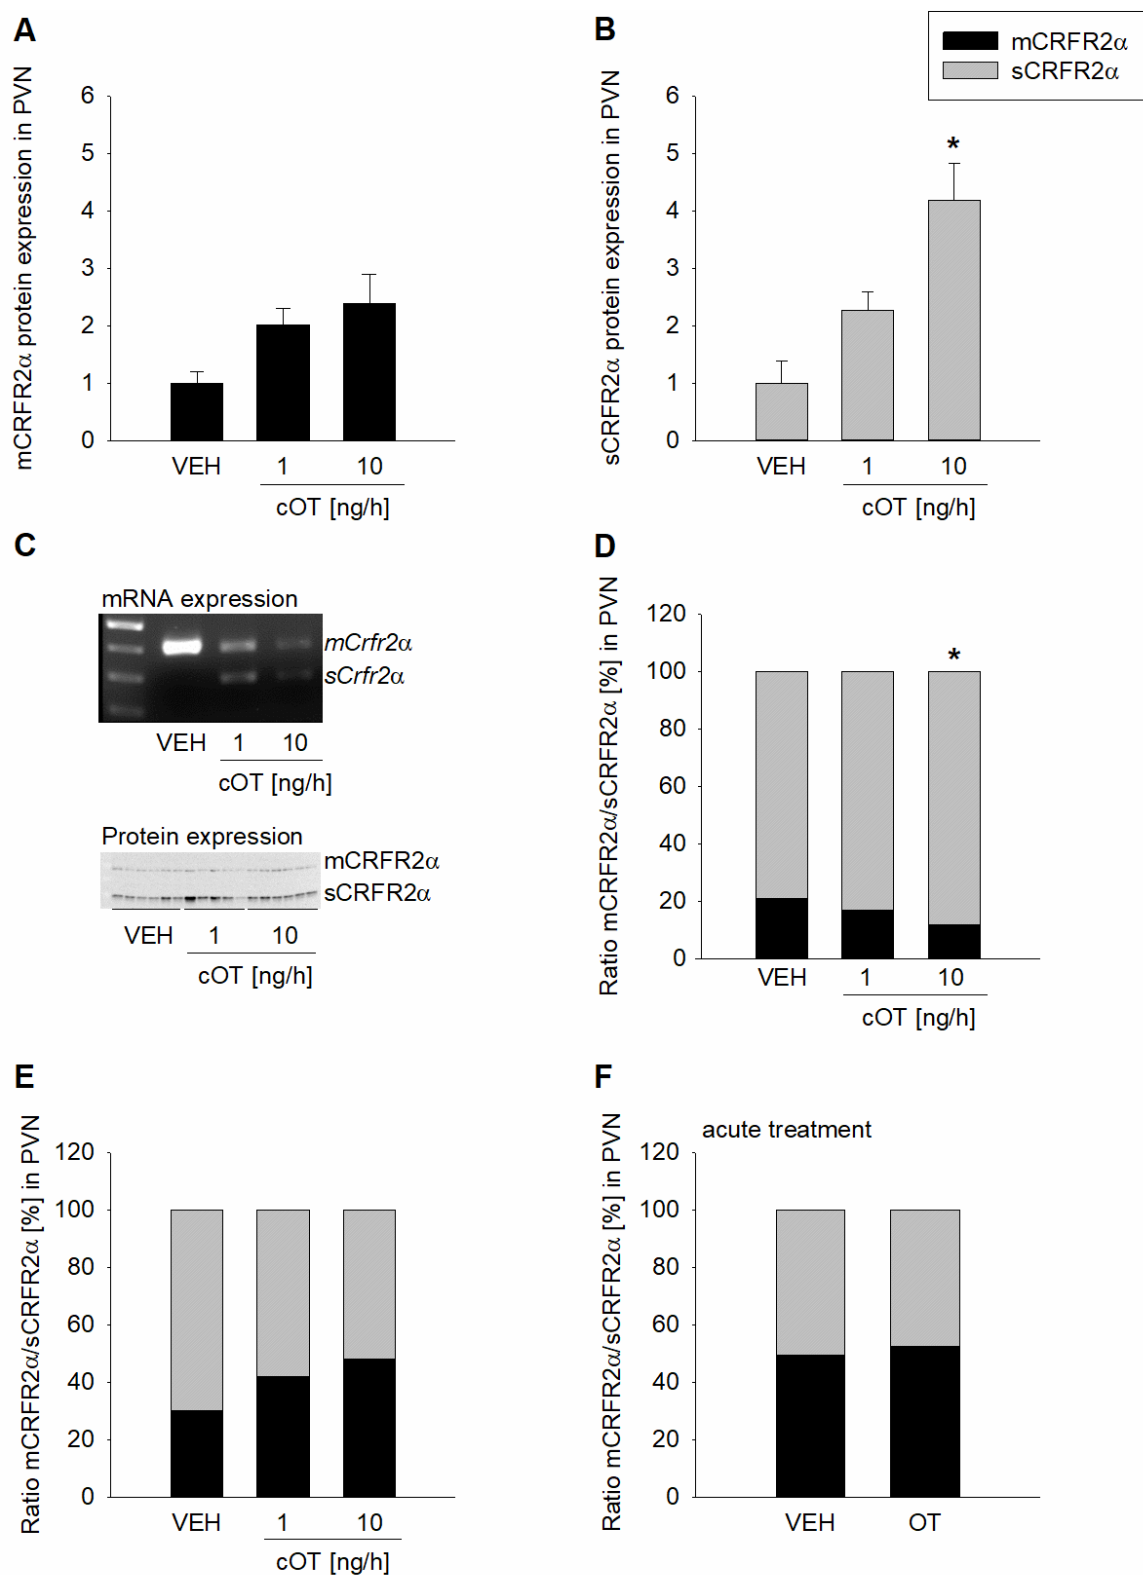 A
mCRFR2α protein expression in PVN
6
5
4
3
2
1
0
VEH
1
10
cOT [ng/h]
B
mCRFR2α
sCRFR2α
sCRFR2α protein expression in PVN
6
5
4
3
2
1
0
*
VEH
1
10
cOT [ng/h]
C
mRNA expression
mCrfr2α
sCrfr2α
VEH
1
10
cOT [ng/h]
Protein expression
mCRFR2α
sCRFR2α
VEH
1
10
cOT [ng/h]
D
Ratio mCRFR2α/sCRFR2α [%] in PVN
120
100
80
60
40
20
0
*
VEH
1
10
cOT [ng/h]
E
Ratio mCRFR2α/sCRFR2α [%] in PVN
120
100
80
60
40
20
0
VEH
1
10
cOT [ng/h]
F
acute treatment
Ratio mCRFR2α/sCRFR2α [%] in PVN
120
100
80
60
40
20
0
VEH
OT